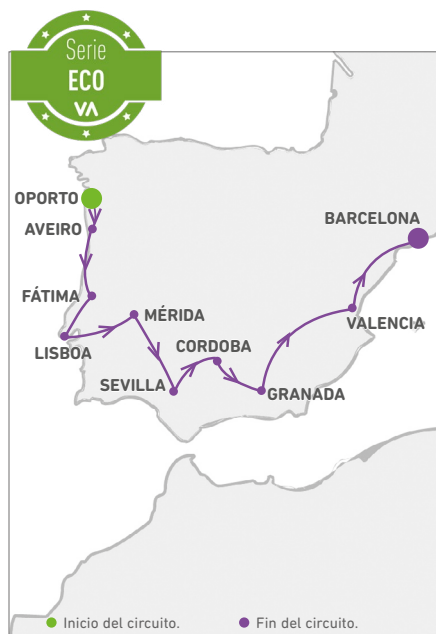 Serie
ECO
VA
OPORTO
AVEIRO
BARCELONA
FÁTIMA
MÉRIDA
VALENCIA
LISBOA
CORDOBA
SEVILLA
GRANADA
Inicio del circuito.
Fin del circuito.